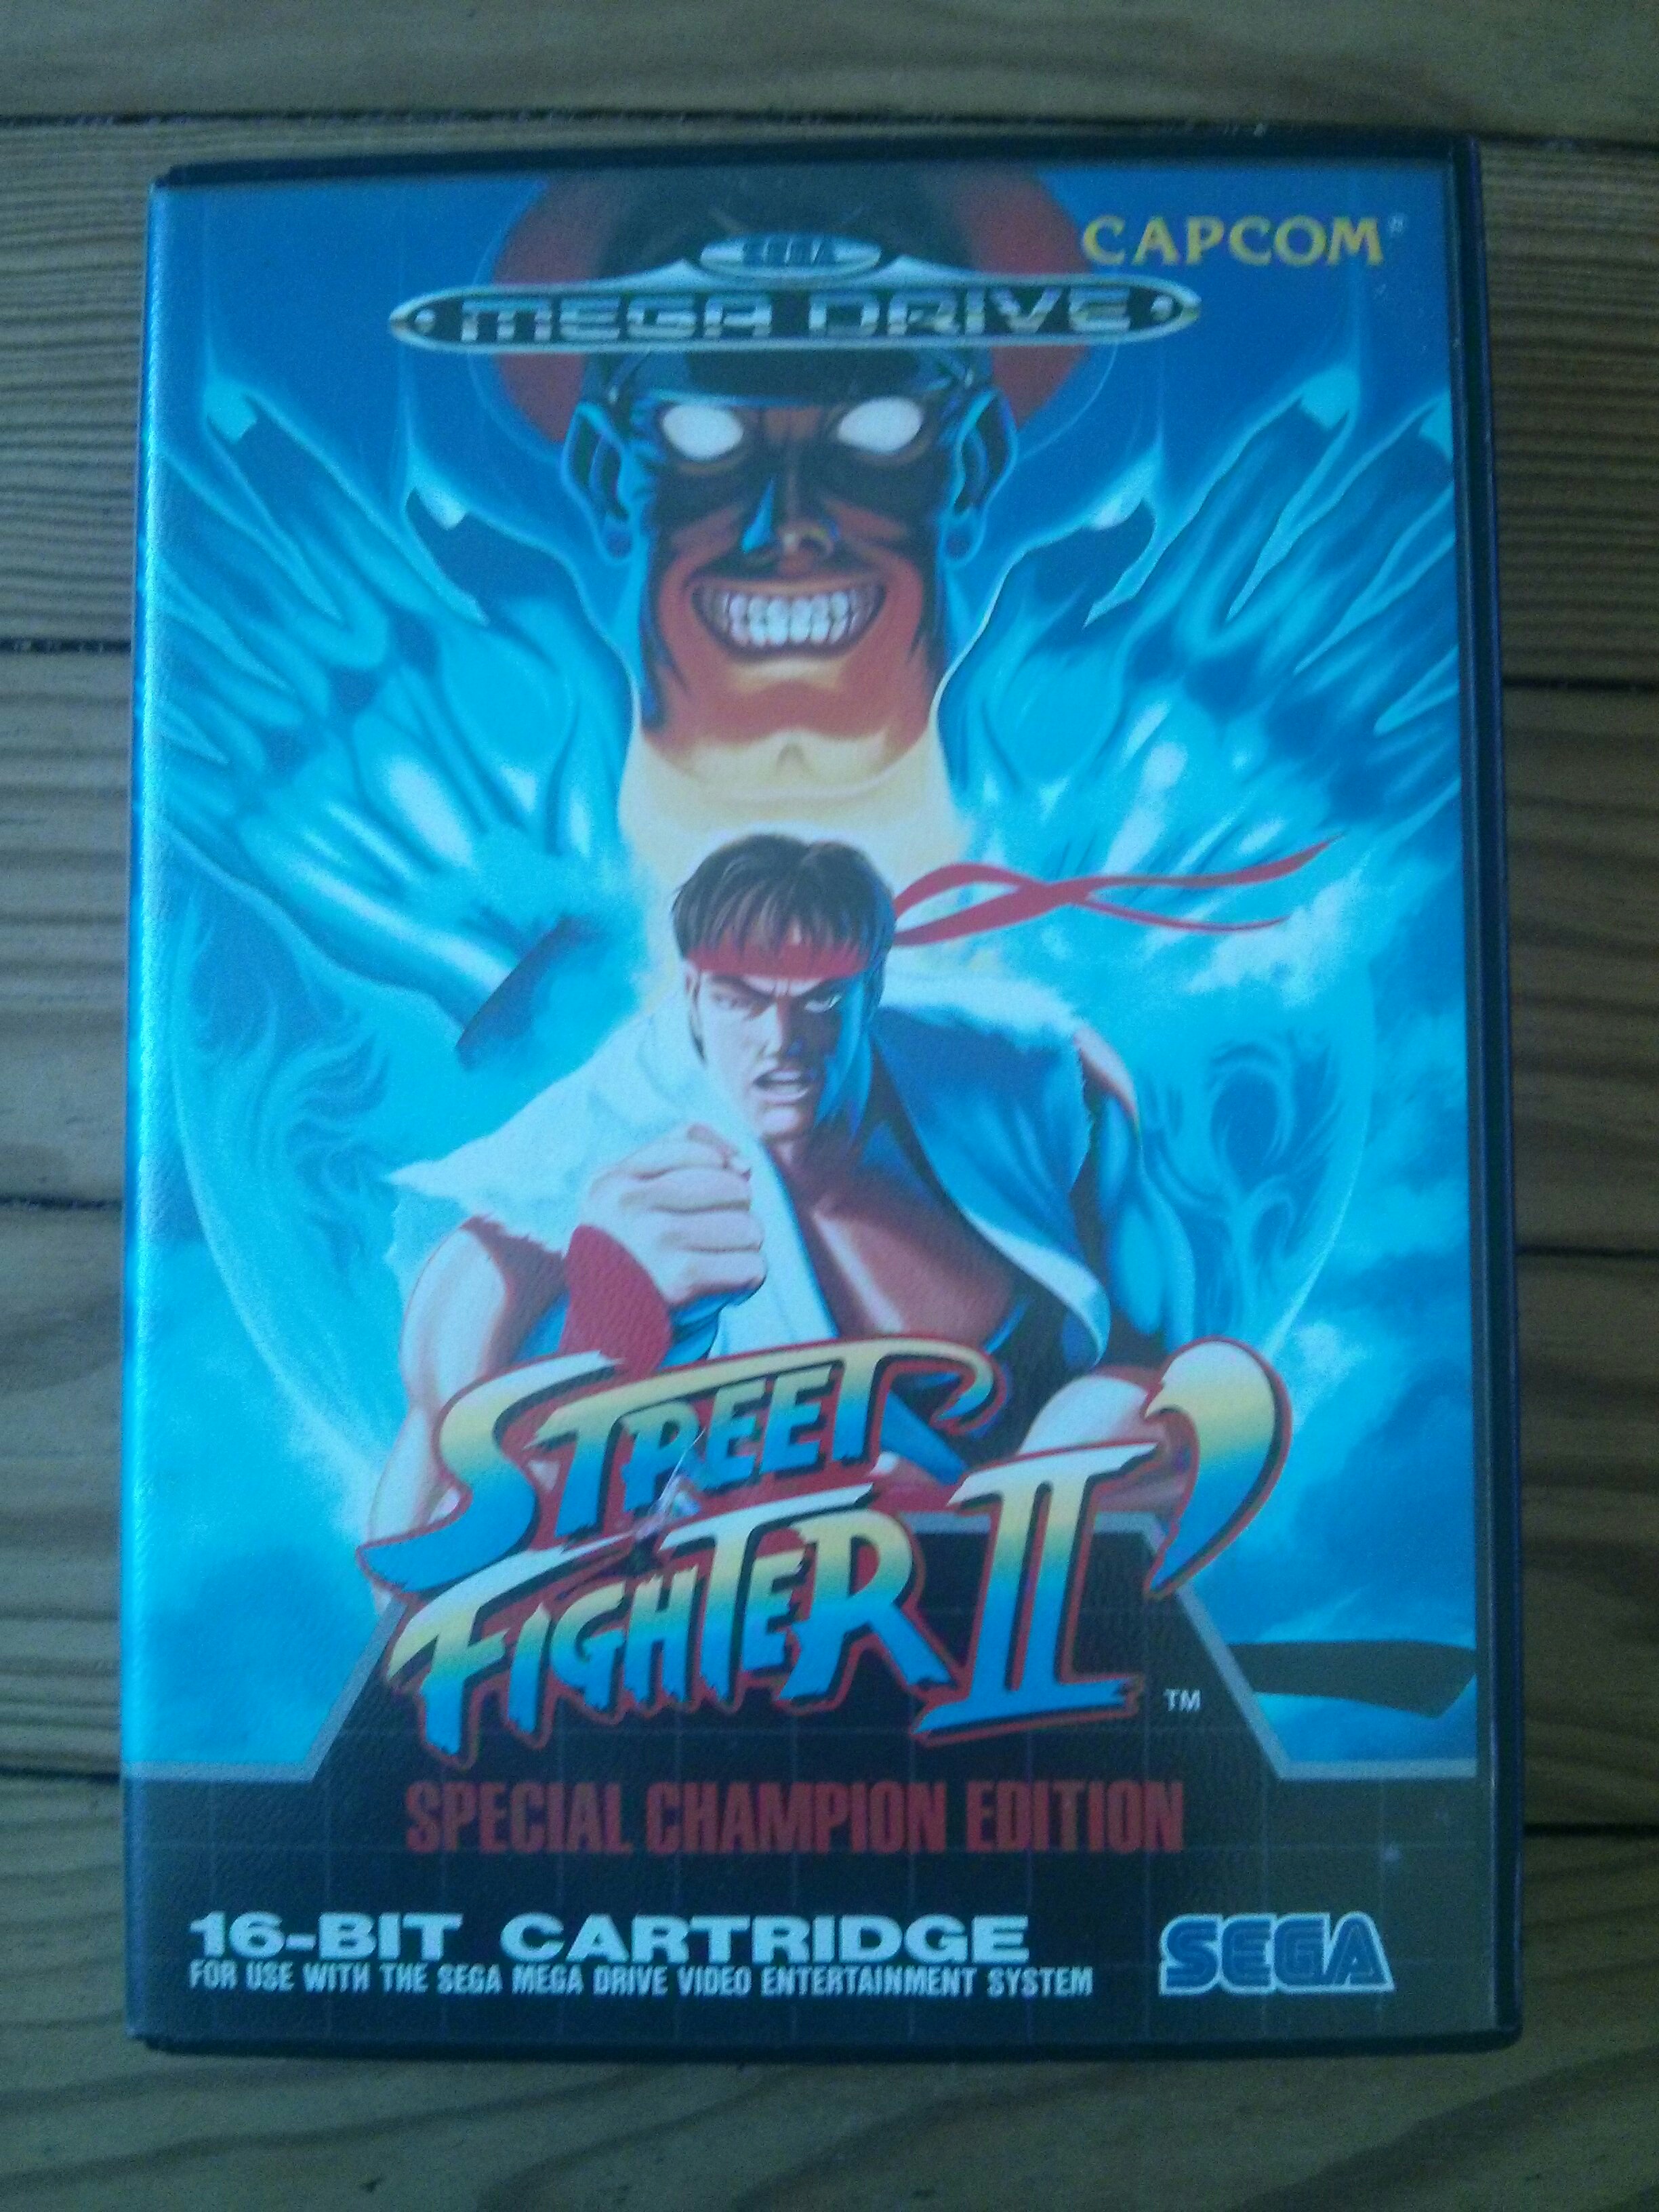 CAPCOM®
SEGA
MEGA DRIVE
STREET
FIGHTER II'
TM
SPECIAL CHAMPION EDITION
16-BIT CARTRIDGE
FOR USE WITH THE SEGA MEGA DRIVE VIDEO ENTERTAINMENT SYSTEM
SEGA